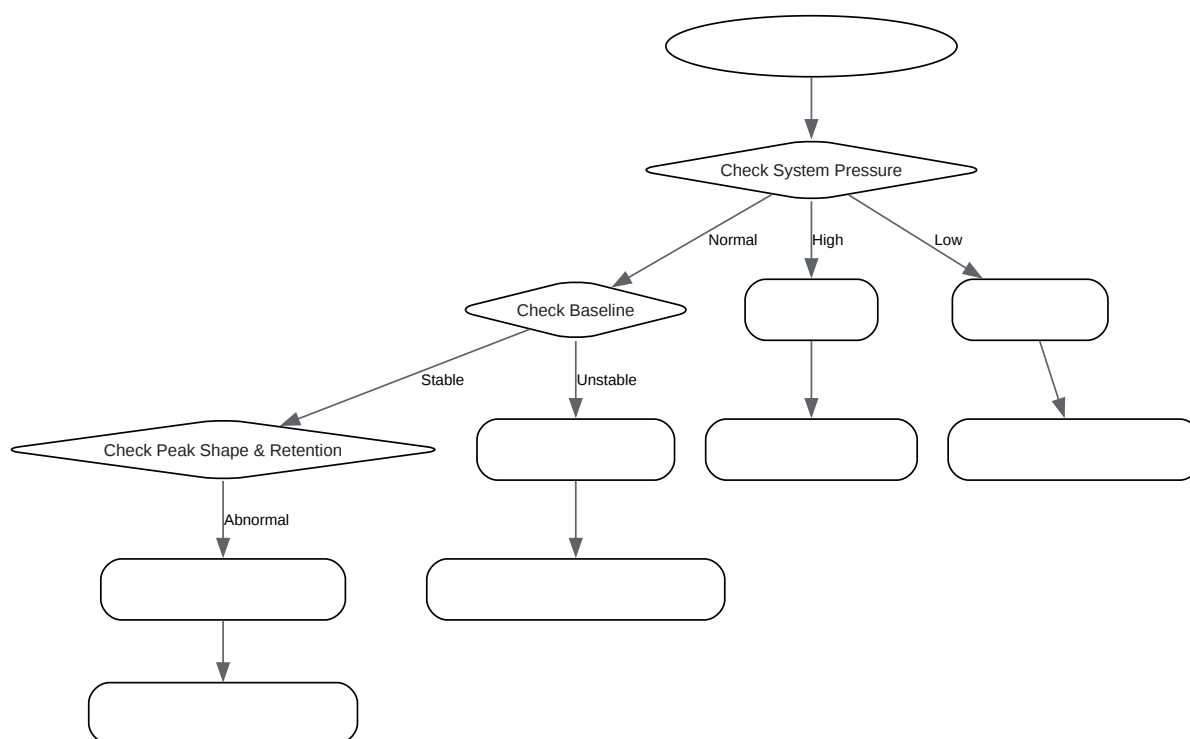 Check System Pressure
Normal
High
Low
Check Baseline
Stable
Unstable
Check Peak Shape & Retention
Abnormal